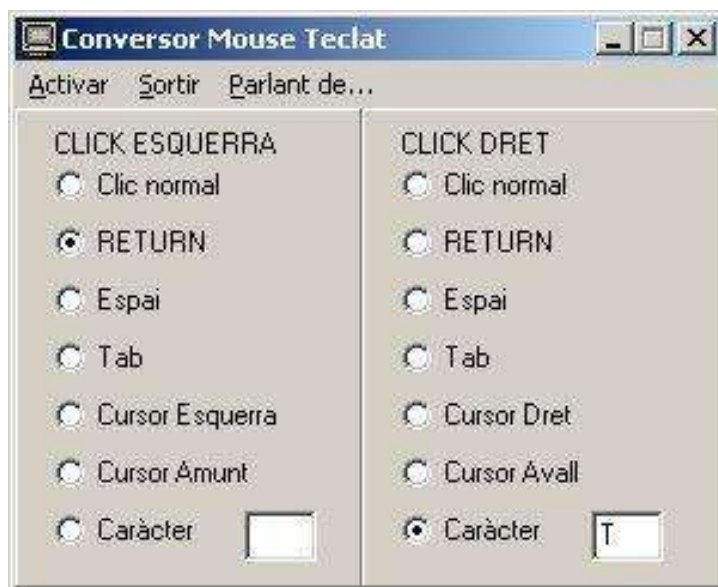 Conversor Mouse Teclat
Activar Sortir Parlant de...
CLICK ESQUERRA
Clic normal
RETURN
Espai
Tab
Cursor Esquerra
Cursor Amunt
Caràcter
CLICK DRET
Clic normal
RETURN
Espai
Tab
Cursor Dret
Cursor Avall
Caràcter T